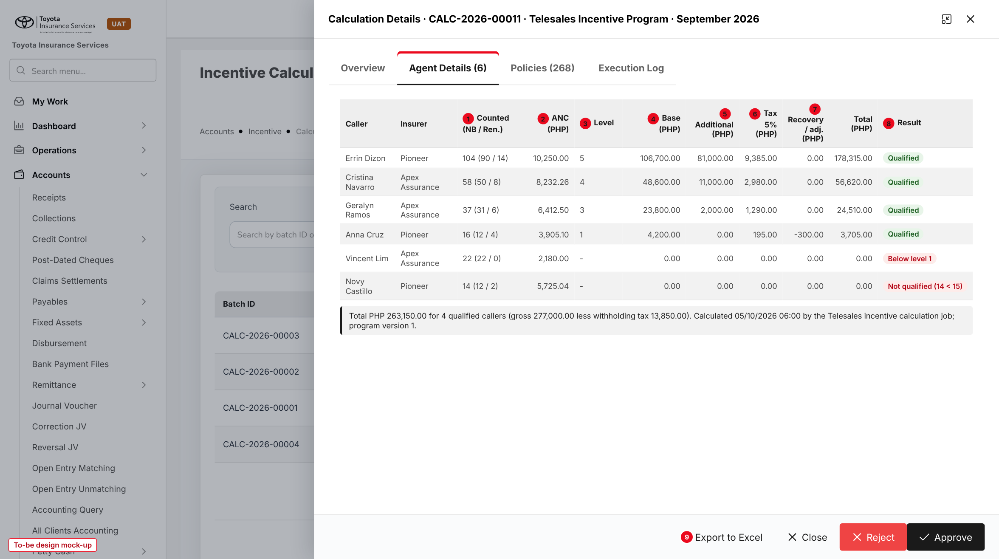 Toyota
Insurance Services
UAT
Toyota Insurance Services
Search menu...
My Work
Dashboard
Operations
Accounts
Receipts
Collections
Credit Control
Post-Dated Cheques
Claims Settlements
Payables
Fixed Assets
Disbursement
Bank Payment Files
Remittance
Journal Voucher
Correction JV
Reversal JV
Open Entry Matching
Open Entry Unmatching
Accounting Query
All Clients Accounting
To-be design mock-up
Petty Cash
Incentive Calcul
Accounts • Incentive • Calcu
Search
Search by batch ID o
Batch ID
CALC-2026-00003
CALC-2026-00002
CALC-2026-00001
CALC-2026-00004
Calculation Details · CALC-2026-00011 · Telesales Incentive Program · September 2026
Overview Agent Details (6) Policies (268) Execution Log
Caller Insurer 1 Counted (NB / Ren.) 2 ANC (PHP) 3 Level 4 Base (PHP) 5 Additional (PHP) 6 Tax 5% (PHP) 7 Recovery / adj. (PHP) Total (PHP) 8 Result
Errin Dizon Pioneer 104 (90 / 14) 10,250.00 5 106,700.00 81,000.00 9,385.00 0.00 178,315.00 Qualified
Cristina Navarro Apex Assurance 58 (50 / 8) 8,232.26 4 48,600.00 11,000.00 2,980.00 0.00 56,620.00 Qualified
Geralyn Ramos Apex Assurance 37 (31 / 6) 6,412.50 3 23,800.00 2,000.00 1,290.00 0.00 24,510.00 Qualified
Anna Cruz Pioneer 16 (12 / 4) 3,905.10 1 4,200.00 0.00 195.00 -300.00 3,705.00 Qualified
Vincent Lim Apex Assurance 22 (22 / 0) 2,180.00 - 0.00 0.00 0.00 0.00 0.00 Below level 1
Novy Castillo Pioneer 14 (12 / 2) 5,725.04 - 0.00 0.00 0.00 0.00 0.00 Not qualified (14 < 15)
Total PHP 263,150.00 for 4 qualified callers (gross 277,000.00 less withholding tax 13,850.00). Calculated 05/10/2026 06:00 by the Telesales incentive calculation job;
program version 1.
9 Export to Excel Close Reject Approve